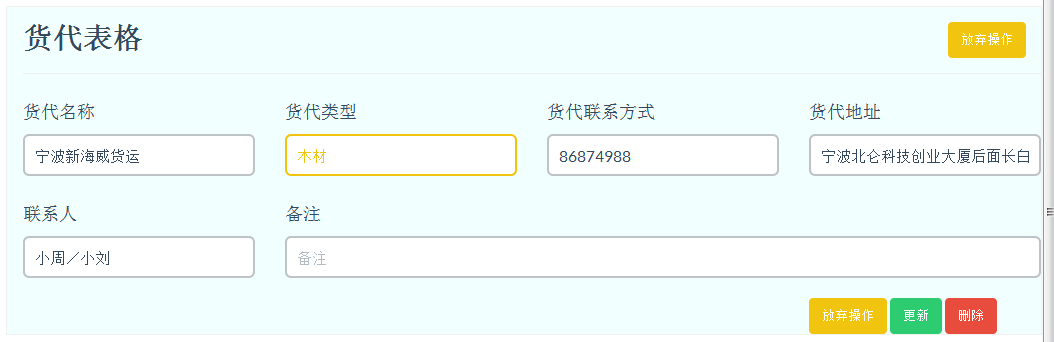 货代表格
放弃操作
货代名称 货代类型 货代联系方式 货代地址
宁波新海威货运 木材 86874988 宁波北仑科技创业大厦后面长白
联系人 备注
小周／小刘 备注
放弃操作 更新 删除